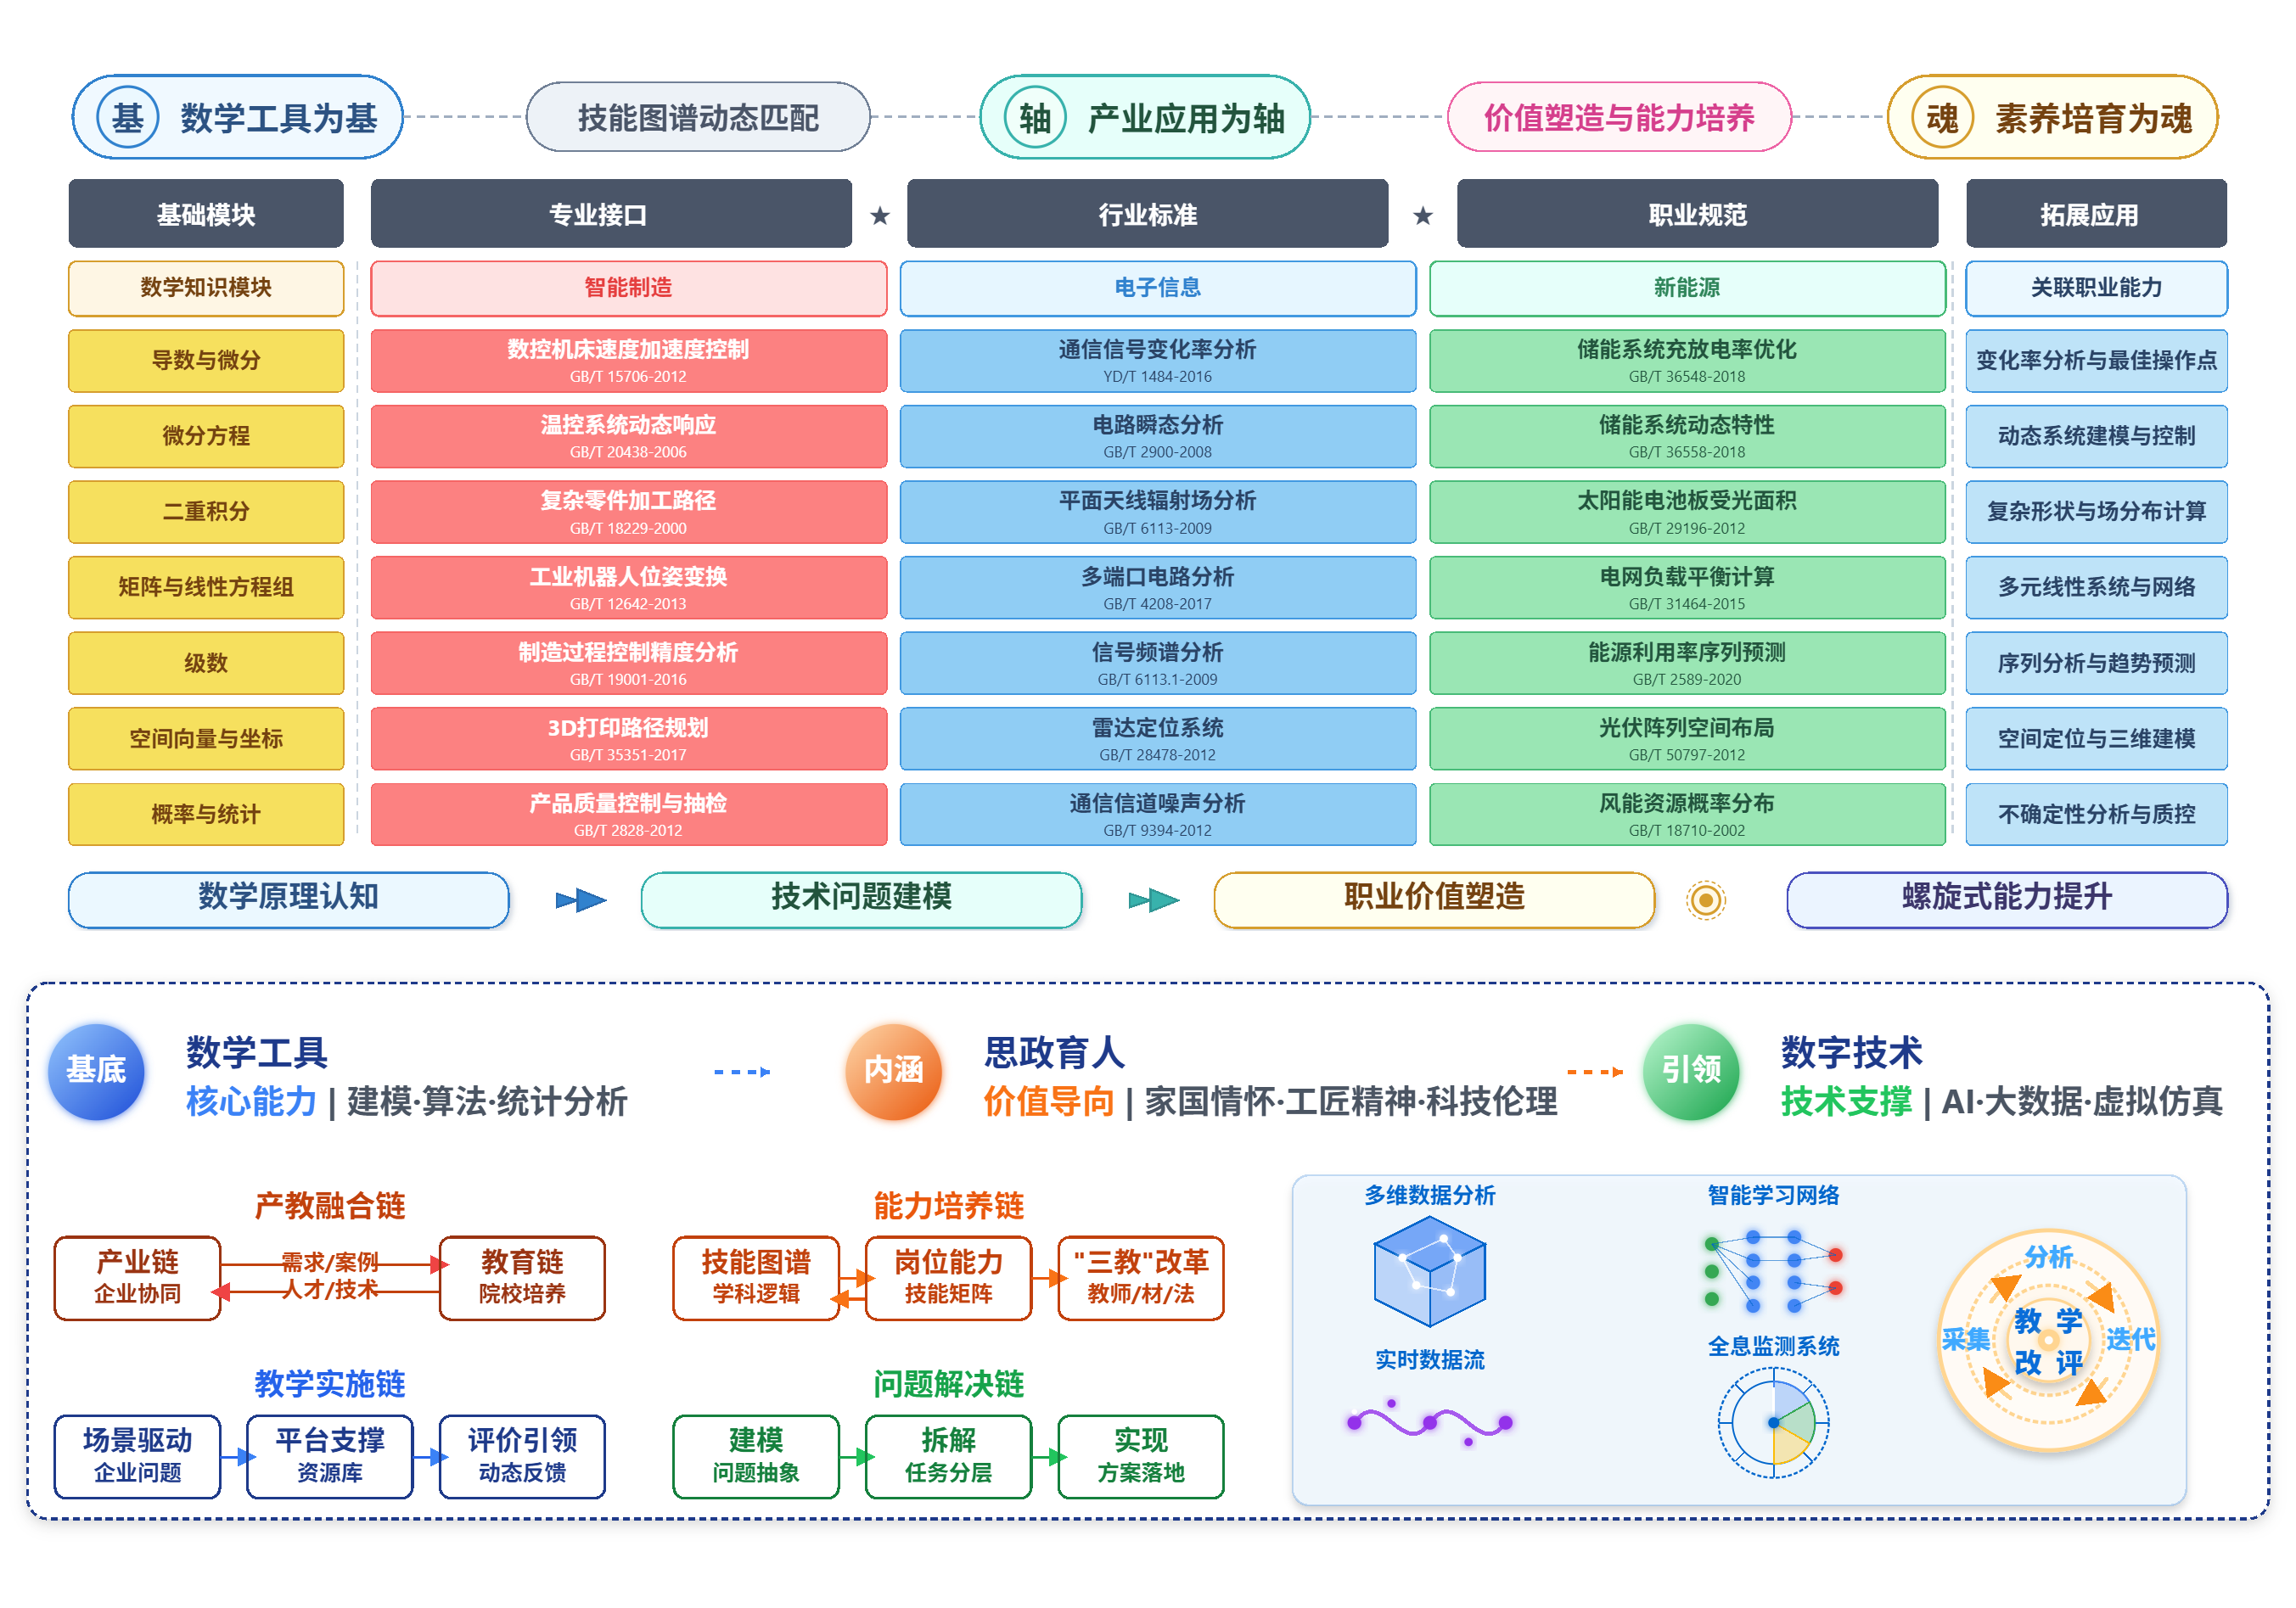 基 数学工具为基
技能图谱动态匹配
轴 产业应用为轴
价值塑造与能力培养
魂 素养培育为魂
基础模块
专业接口
★
行业标准
★
职业规范
拓展应用
数学知识模块
智能制造
电子信息
新能源
关联职业能力
导数与微分
数控机床速度加速度控制
GB/T 15706-2012
通信信号变化率分析
YD/T 1484-2016
储能系统充放电率优化
GB/T 36548-2018
变化率分析与最佳操作点
微分方程
温控系统动态响应
GB/T 20438-2006
电路瞬态分析
GB/T 2900-2008
储能系统动态特性
GB/T 36558-2018
动态系统建模与控制
二重积分
复杂零件加工路径
GB/T 18229-2000
平面天线辐射场分析
GB/T 6113-2009
太阳能电池板受光面积
GB/T 29196-2012
复杂形状与场分布计算
矩阵与线性方程组
工业机器人位姿变换
GB/T 12642-2013
多端口电路分析
GB/T 4208-2017
电网负载平衡计算
GB/T 31464-2015
多元线性系统与网络
级数
制造过程控制精度分析
GB/T 19001-2016
信号频谱分析
GB/T 6113.1-2009
能源利用率序列预测
GB/T 2589-2020
序列分析与趋势预测
空间向量与坐标
3D打印路径规划
GB/T 35351-2017
雷达定位系统
GB/T 28478-2012
光伏阵列空间布局
GB/T 50797-2012
空间定位与三维建模
概率与统计
产品质量控制与抽检
GB/T 2828-2012
通信信道噪声分析
GB/T 9394-2012
风能资源概率分布
GB/T 18710-2002
不确定性分析与质控
数学原理认知
技术问题建模
职业价值塑造
螺旋式能力提升
基底
数学工具
核心能力 | 建模·算法·统计分析
内涵
思政育人
价值导向 | 家国情怀·工匠精神·科技伦理
引领
数字技术
技术支撑 | AI·大数据·虚拟仿真
产教融合链
产业链
企业协同
需求/案例
人才/技术
教育链
院校培养
能力培养链
技能图谱
学科逻辑
岗位能力
技能矩阵
"三教"改革
教师/材/法
教学实施链
场景驱动
企业问题
平台支撑
资源库
评价引领
动态反馈
问题解决链
建模
问题抽象
拆解
任务分层
实现
方案落地
多维数据分析
智能学习网络
实时数据流
全息监测系统
分析
采集
迭代
教 学
改 评